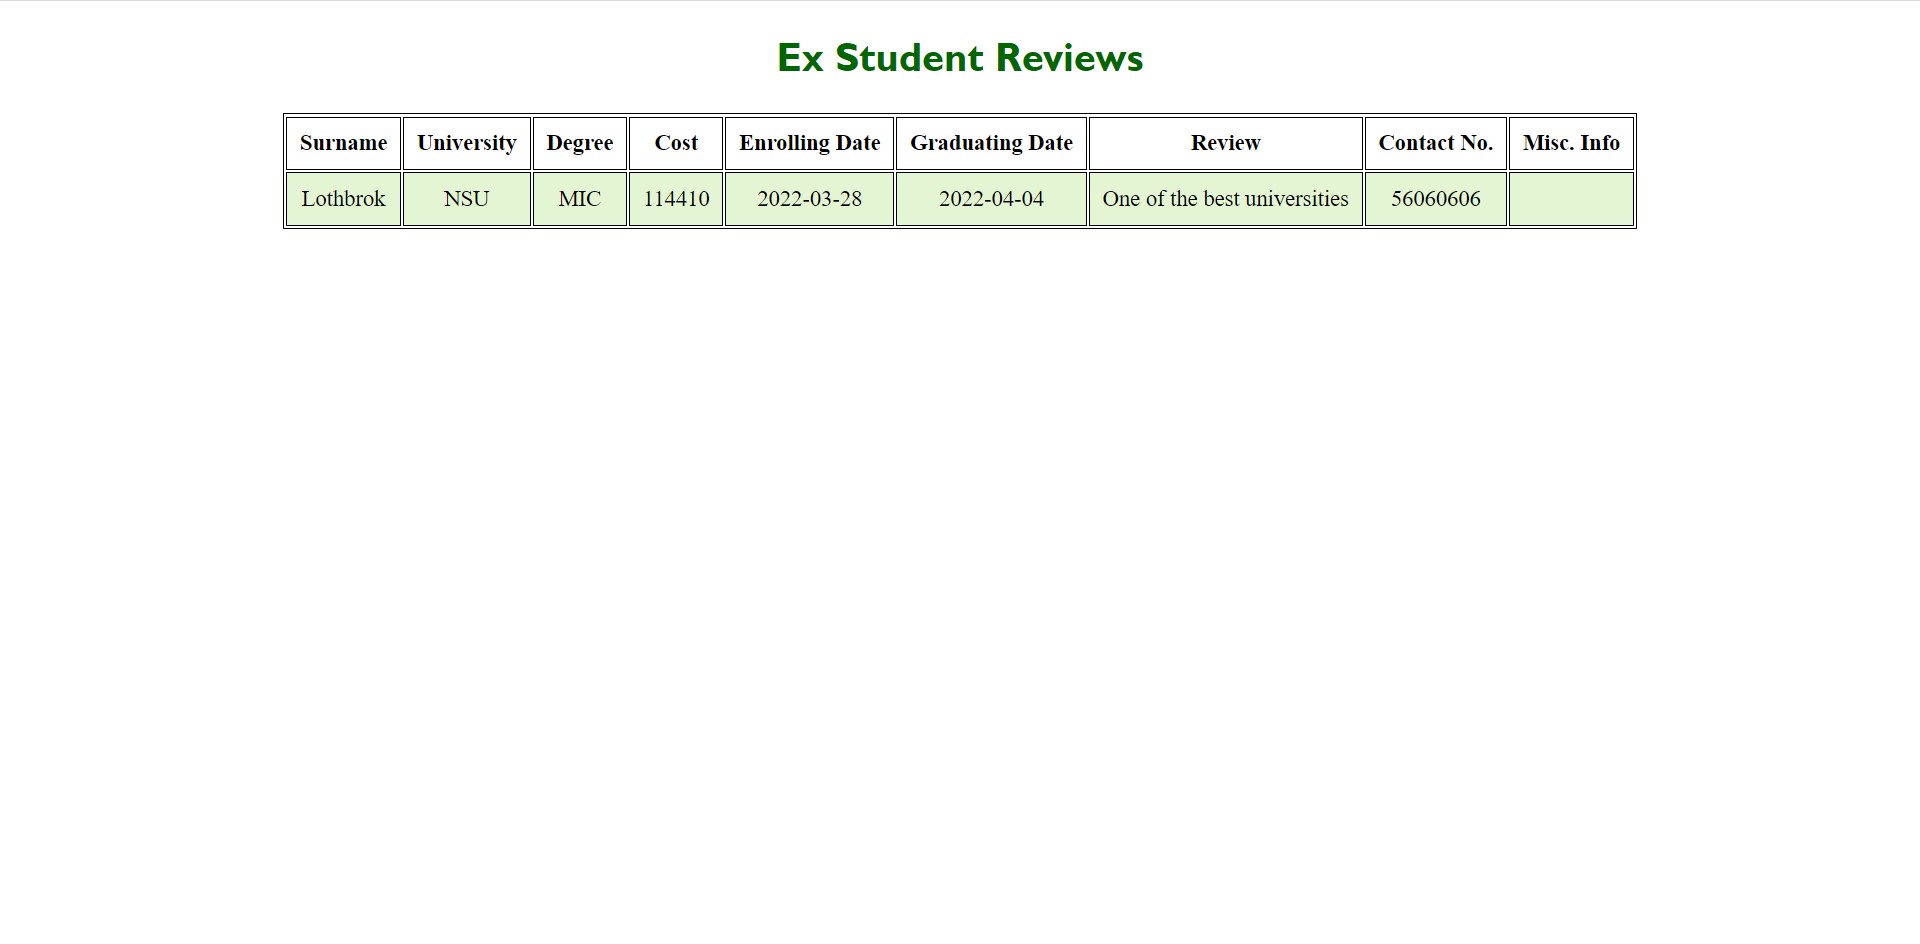 Ex Student Reviews
Surname University Degree Cost Enrolling Date Graduating Date Review Contact No. Misc. Info
Lothbrok NSU MIC 114410 2022-03-28 2022-04-04 One of the best universities 56060606